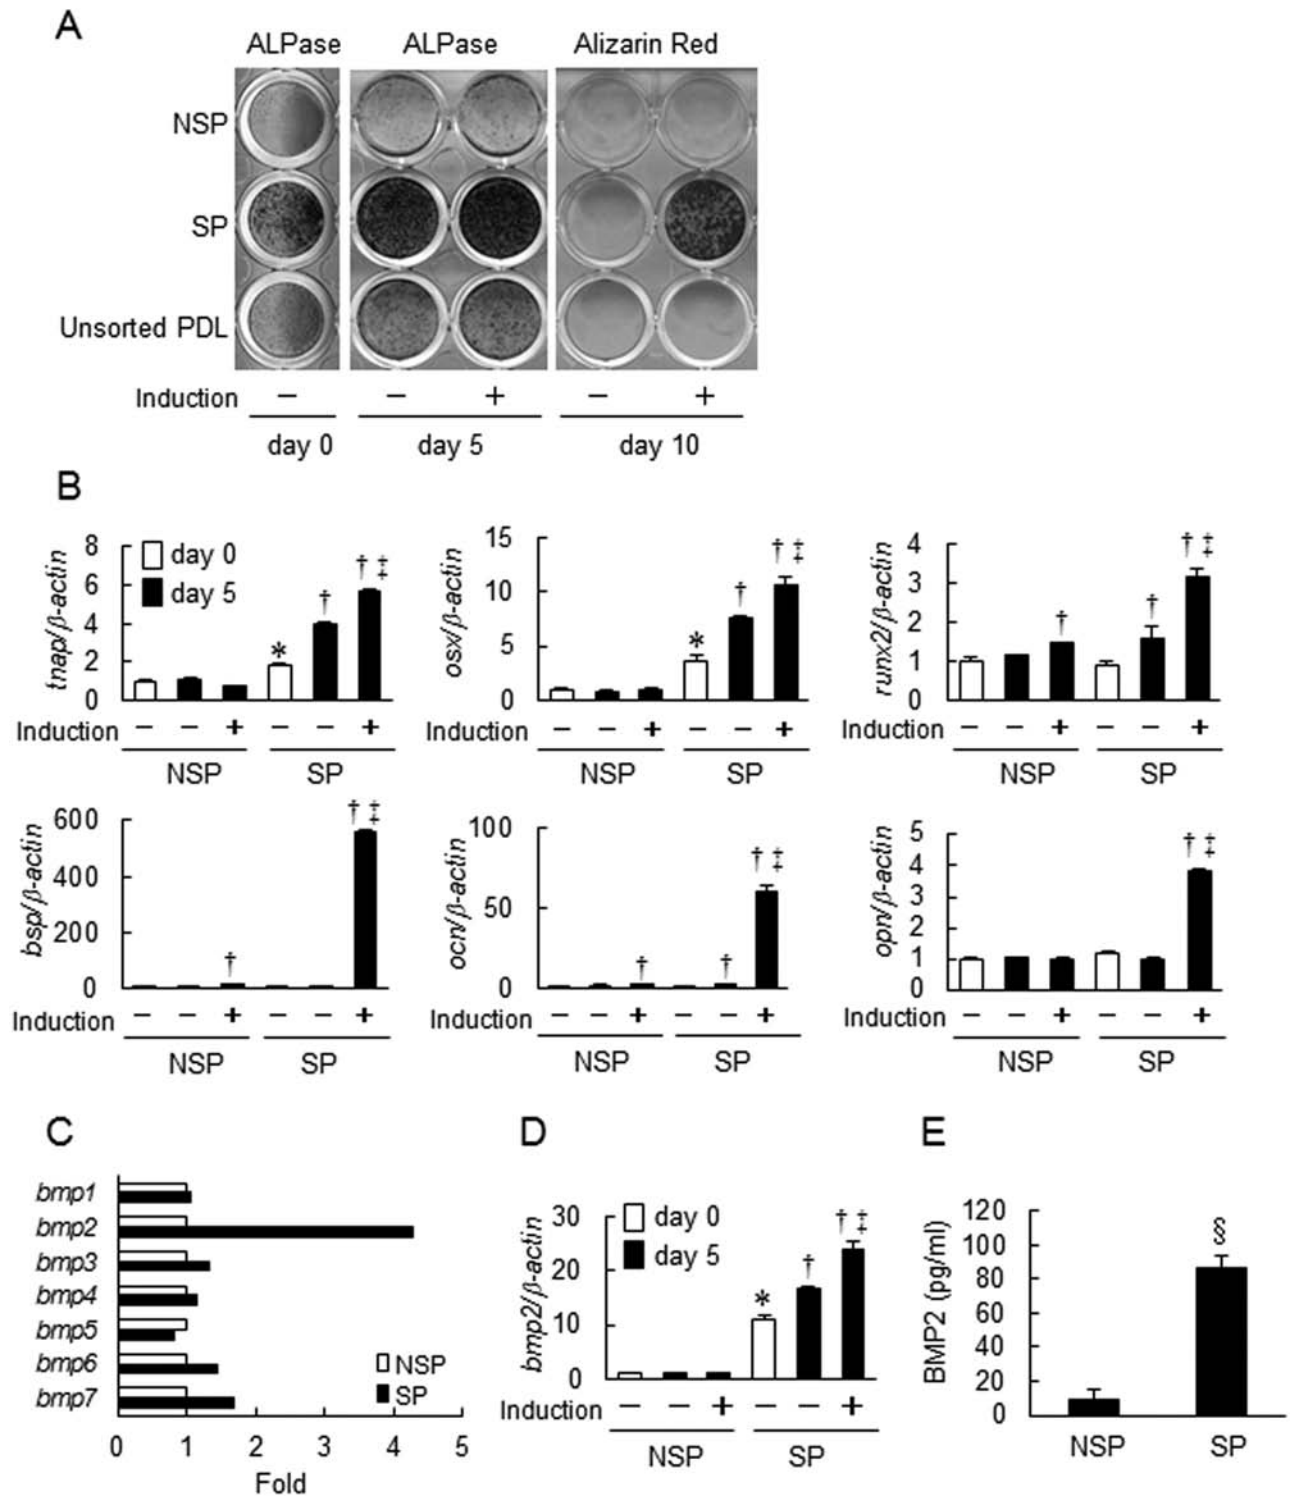 A
ALPase ALPase Alizarin Red
NSP
SP
Unsorted PDL
Induction − − + − +
day 0 day 5 day 10
B
tnap/β-actin
8
6
4
2
0
day 0
day 5
*
†
† ‡
Induction − − + − − +
NSP SP
osx/β-actin
15
10
5
0
*
†
† ‡
Induction − − + − − +
NSP SP
runx2/β-actin
4
3
2
1
0
†
†
† ‡
Induction − − + − − +
NSP SP
bsp/β-actin
600
400
200
0
†
† ‡
Induction − − + − − +
NSP SP
ocn/β-actin
100
50
0
†
†
† ‡
Induction − − + − − +
NSP SP
opn/β-actin
5
4
3
2
1
0
† ‡
Induction − − + − − +
NSP SP
C
bmp1
bmp2
bmp3
bmp4
bmp5
bmp6
bmp7
NSP
SP
0 1 2 3 4 5
Fold
D
bmp2/β-actin
30
20
10
0
day 0
day 5
*
†
† ‡
Induction − − + − − +
NSP SP
E
BMP2 (pg/ml)
120
100
80
60
40
20
0
§
NSP SP